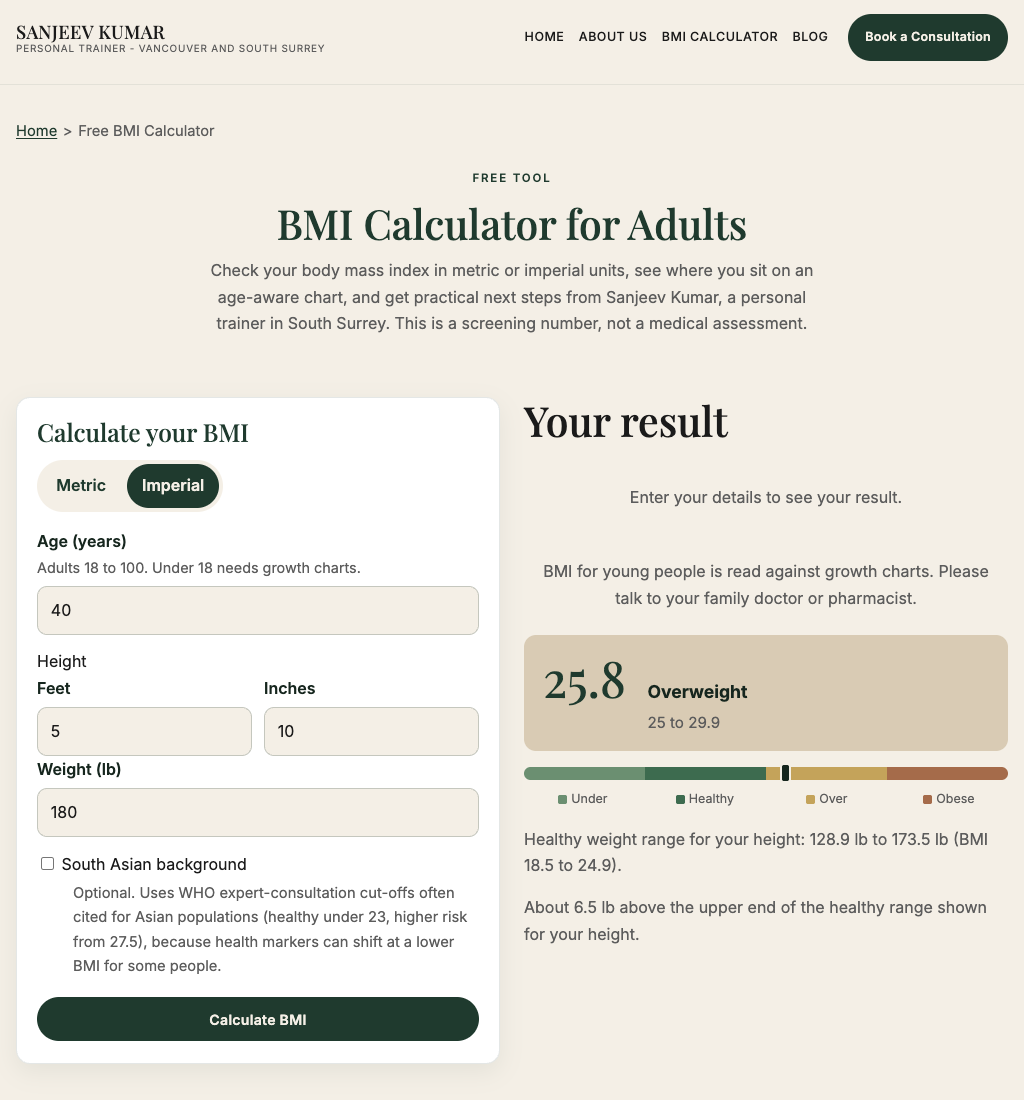 SANJEEV KUMAR
PERSONAL TRAINER - VANCOUVER AND SOUTH SURREY
HOME ABOUT US BMI CALCULATOR BLOG Book a Consultation
Home > Free BMI Calculator
FREE TOOL
BMI Calculator for Adults
Check your body mass index in metric or imperial units, see where you sit on an
age-aware chart, and get practical next steps from Sanjeev Kumar, a personal
trainer in South Surrey. This is a screening number, not a medical assessment.
Calculate your BMI
Metric Imperial
Age (years)
Adults 18 to 100. Under 18 needs growth charts.
40
Height
Feet Inches
5 10
Weight (lb)
180
South Asian background
Optional. Uses WHO expert-consultation cut-offs often
cited for Asian populations (healthy under 23, higher risk
from 27.5), because health markers can shift at a lower
BMI for some people.
Calculate BMI
Your result
Enter your details to see your result.
BMI for young people is read against growth charts. Please
talk to your family doctor or pharmacist.
25.8 Overweight
25 to 29.9
Under Healthy Over Obese
Healthy weight range for your height: 128.9 lb to 173.5 lb (BMI
18.5 to 24.9).
About 6.5 lb above the upper end of the healthy range shown
for your height.